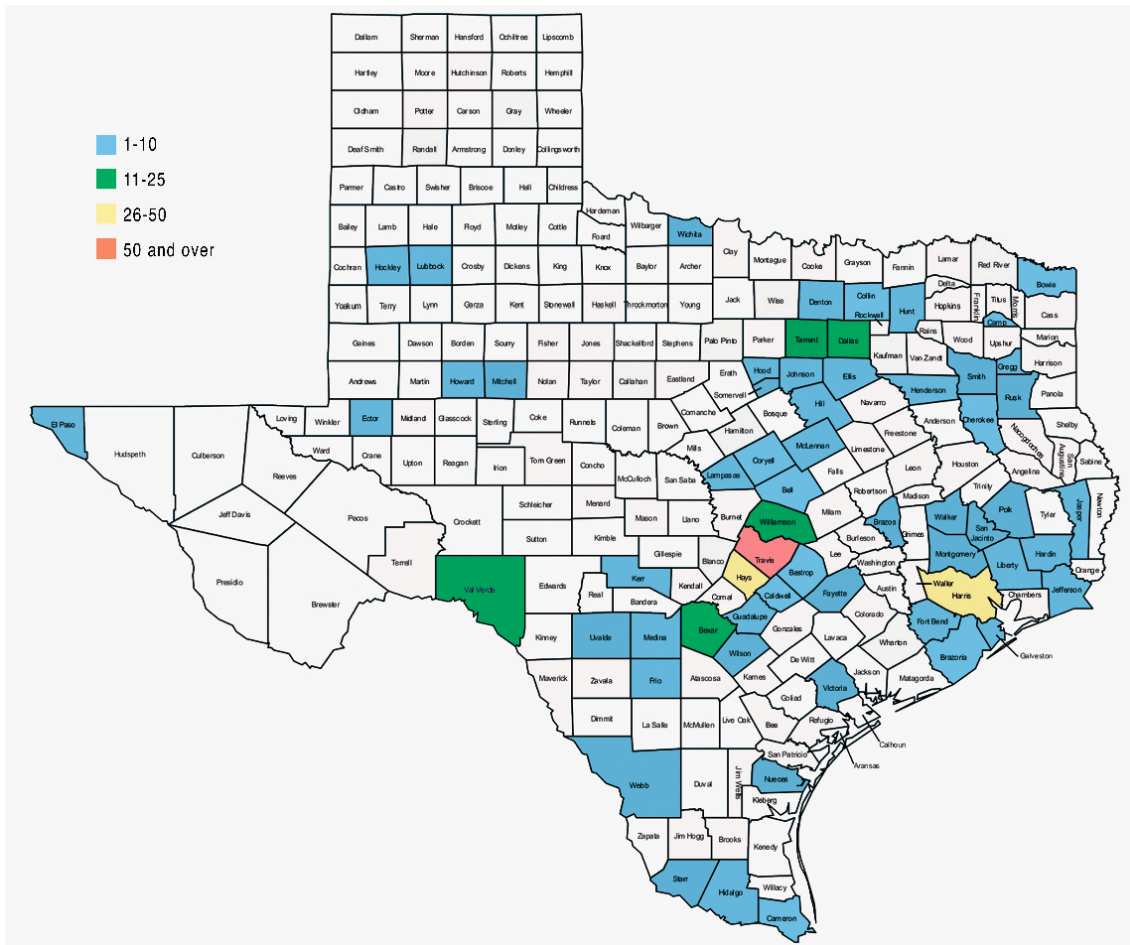 Dallam Sherman Hansford Ochiltree Lipscomb
Hartley Moore Hutchinson Roberts Hemphill
Oldham Potter Carson Gray Wheeler
1-10
Deaf Smith Randall Armstrong Donley Collingsworth
11-25
Parmer Castro Swisher Briscoe Hall Childress
26-50
Hardeman
Bailey Lamb Hale Royd Motley Cottle Foard Wilbarger Wichita
50 and over
Clay Montague Cooke Grayson Fannin Lamar Red River
Cochran Hockley Lubbock Crosby Dickens King Knox Baylor Archer
Delta Bowie
Yoakum Terry Lynn Gerza Kent Stonewell Haskell Throckmorton Young Jack Wise Denton Collin Rockwall Hunt Hopkins Franklin Titus Morris Cass
Camp
Gaines Dawson Borden Scurry Fisher Jones Shackelford Stephens Palo Pinto Parker Tarrant Dallas Kaufman Rains Wood Upshur Marion
Van Zandt Harrison
Andrews Martin Howard Mitchell Nolan Taylor Callahan Eastland Erath Hood Johnson Ellis Smith Gregg
Somervell Henderson Rusk Panola
El Paso Loving Winkler Ector Midland Glasscock Sterling Coke Runnels Coleman Brown Comanche Bosque Hill Navarro Anderson Cherokee Nacogdoches Shelby
Hudspeth Culberson Reeves Ward Crane Upton Reagan Irion Tom Green Concho McCulloch San Saba Mills Hamilton McLennan Limestone Freestone
San Augustine Sabine
Lampasas Coryell Bell Falls Leon Houston Angelina
Trinity
Jeff Davis Pecos Crockett Schleicher Menard Mason Llano Burnet Williamson Milam Robertson Madison Walker Polk Tyler Jasper Newton
Sutton Kimble Brazos Grimes San Jacinto
Terrell Gillespie Blanco Travis Lee Burleson Washington Montgomery Liberty Hardin Orange
Presidio Brewster Val Verde Edwards Real Kerr Kendall Hays Bastrop Austin Waller Harris Chambers Jefferson
Bandera Comal Caldwell Fayette
Kinney Uvalde Medina Bexar Guadalupe Gonzales Lavaca Colorado Fort Bend
Wilson Wharton Brazoria Galveston
Maverick Zavala Frio Atascosa Karnes De Witt Jackson Matagorda
Dimmit La Salle McMullen Live Oak Bee Goliad Victoria Refugio
Calhoun
San Patricio Aransas
Webb Duval Jim Wells Nueces
Kleberg
Zapata Jim Hogg Brooks Kenedy
Starr Hidalgo Willacy
Cameron